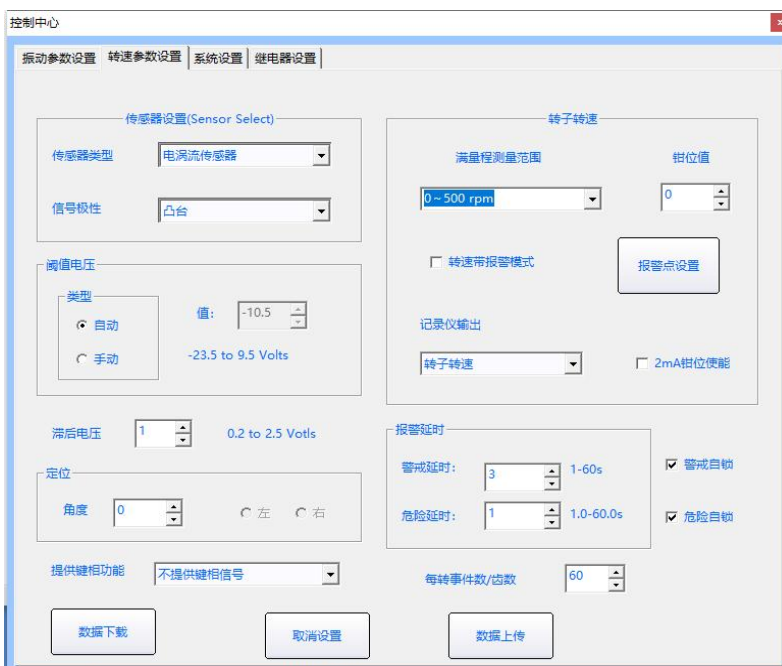 控制中心
振动参数设置 转速参数设置 系统设置 继电器设置
传感器设置(Sensor Select)
传感器类型 电涡流传感器
信号极性 凸台
阈值电压
类型
自动
手动
值: -10.5
-23.5 to 9.5 Volts
滞后电压 1 0.2 to 2.5 Votls
定位
角度 0 左 右
提供键相功能 不提供键相信号
转子转速
满量程测量范围 钳位值
0~500 rpm 0
转速带报警模式 报警点设置
记录仪输出
转子转速 2mA钳位使能
报警延时
警戒延时: 3 1-60s 警戒自锁
危险延时: 1 1.0-60.0s 危险自锁
每转事件数/齿数 60
数据下载 取消设置 数据上传